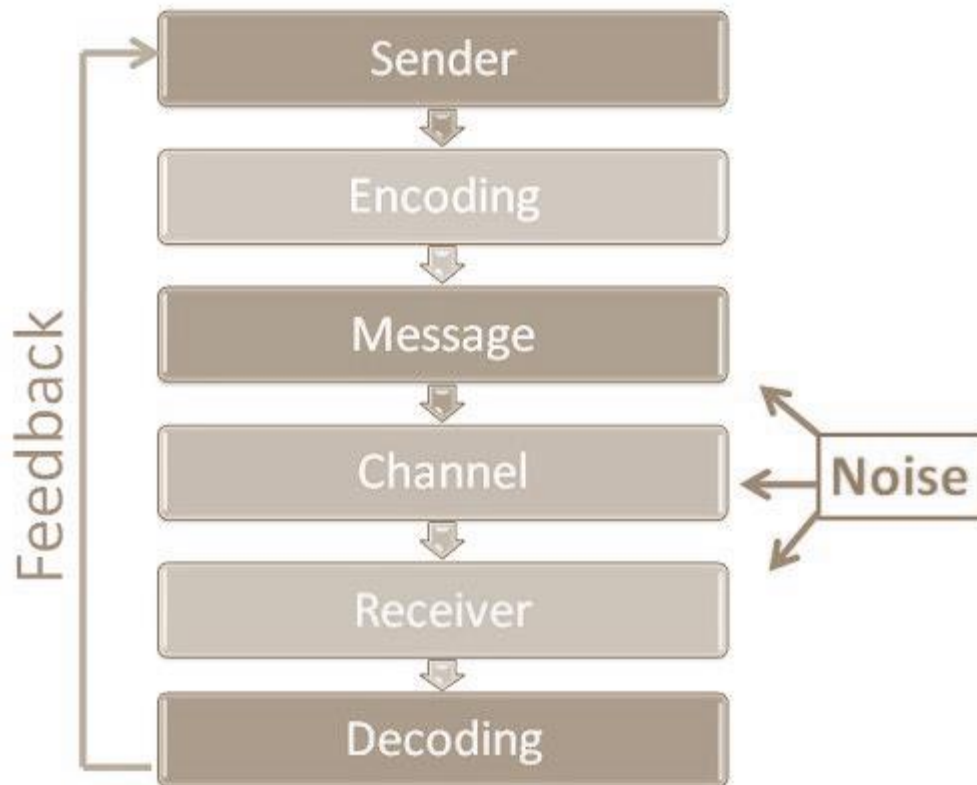 Sender
Encoding
Message
Channel
Receiver
Decoding
Feedback
Noise